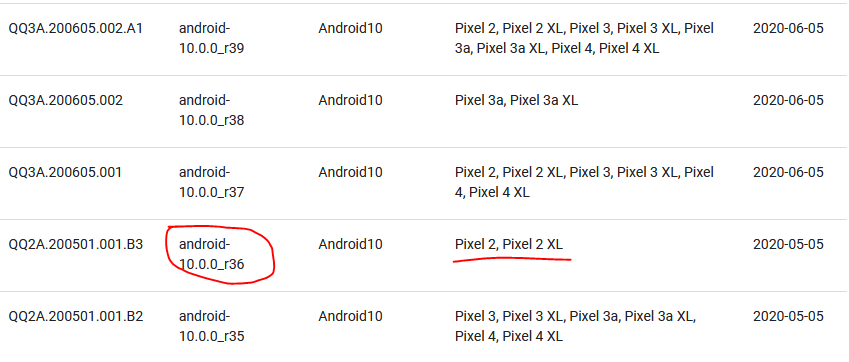 QQ3A.200605.002.A1 android- Android10 Pixel 2, Pixel 2 XL, Pixel 3, Pixel 3 XL, Pixel 2020-06-05
10.0.0_r39 3a, Pixel 3a XL, Pixel 4, Pixel 4 XL
QQ3A.200605.002 android- Android10 Pixel 3a, Pixel 3a XL 2020-06-05
10.0.0_r38
QQ3A.200605.001 android- Android10 Pixel 2, Pixel 2 XL, Pixel 3, Pixel 3 XL, Pixel 2020-06-05
10.0.0_r37 4, Pixel 4 XL
QQ2A.200501.001.B3 android- Android10 Pixel 2, Pixel 2 XL 2020-05-05
10.0.0_r36
QQ2A.200501.001.B2 android- Android10 Pixel 3, Pixel 3 XL, Pixel 3a, Pixel 3a XL, 2020-05-05
10.0.0_r35 Pixel 4, Pixel 4 XL